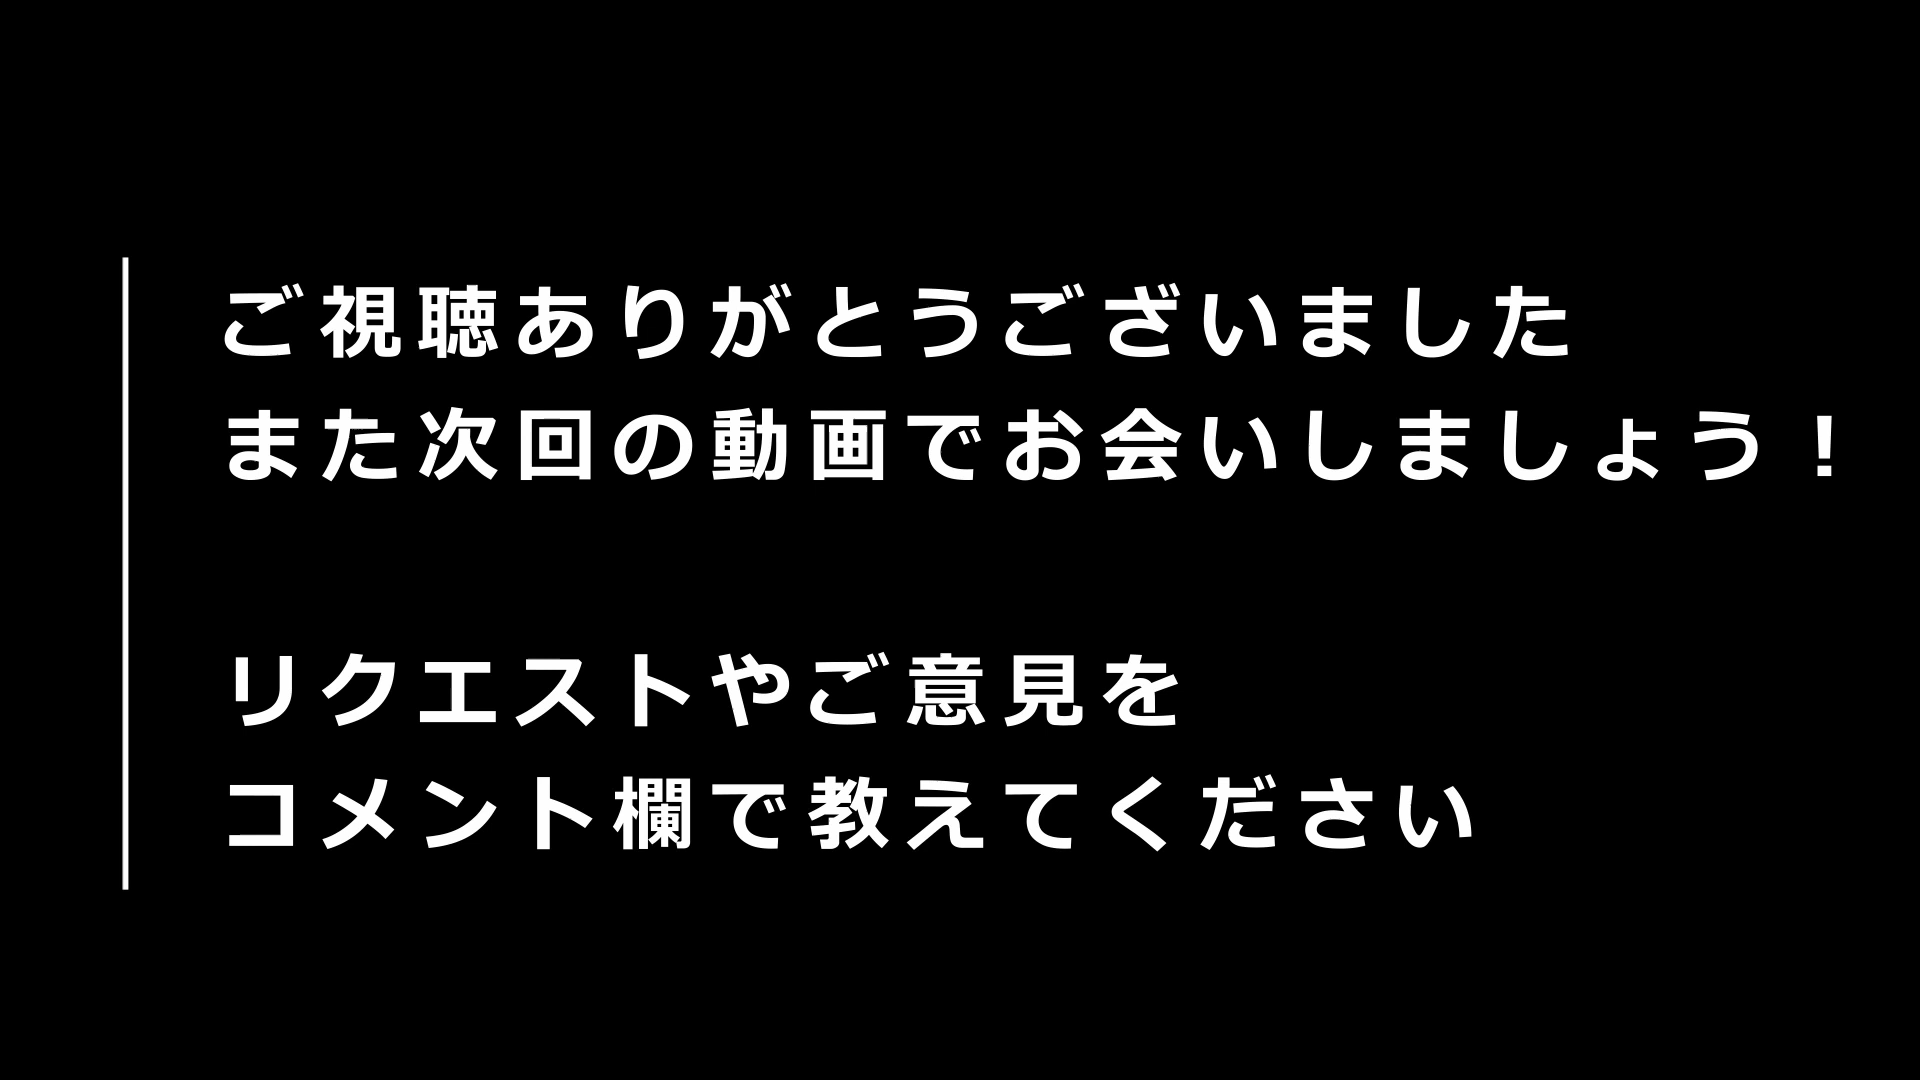 ご視聴ありがとうございました
また次回の動画でお会いしましょう！
リクエストやご意見を
コメント欄で教えてください